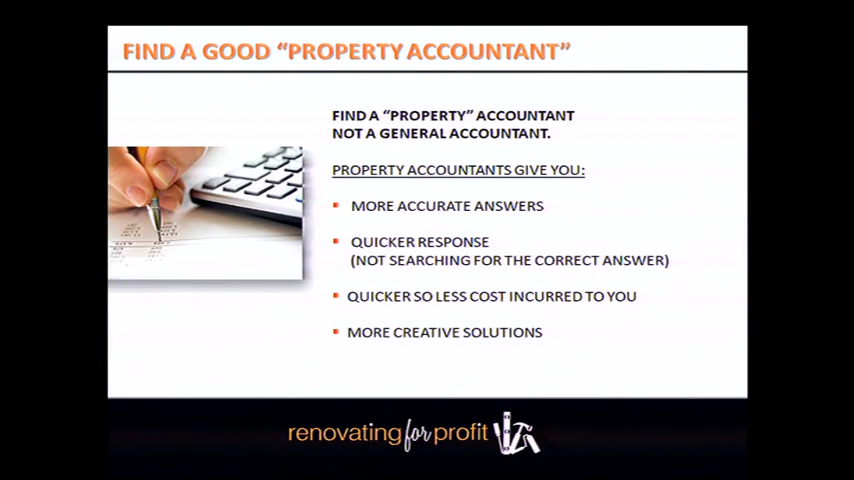 FIND A GOOD “PROPERTY ACCOUNTANT”
FIND A “PROPERTY” ACCOUNTANT
NOT A GENERAL ACCOUNTANT.
PROPERTY ACCOUNTANTS GIVE YOU:
MORE ACCURATE ANSWERS
QUICKER RESPONSE
(NOT SEARCHING FOR THE CORRECT ANSWER)
QUICKER SO LESS COST INCURRED TO YOU
MORE CREATIVE SOLUTIONS
renovating for profit